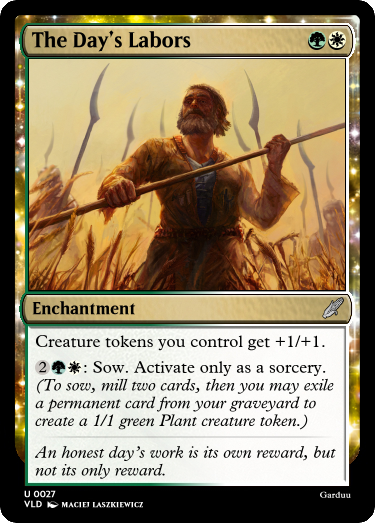 The Day's Labors
Enchantment
Creature tokens you control get +1/+1.
2: Sow. Activate only as a sorcery.
(To sow, mill two cards, then you may exile
a permanent card from your graveyard to
create a 1/1 green Plant creature token.)
An honest day's work is its own reward, but
not its only reward.
U 0027
VLD MACIEJ LASZKIEWICZ
Garduu